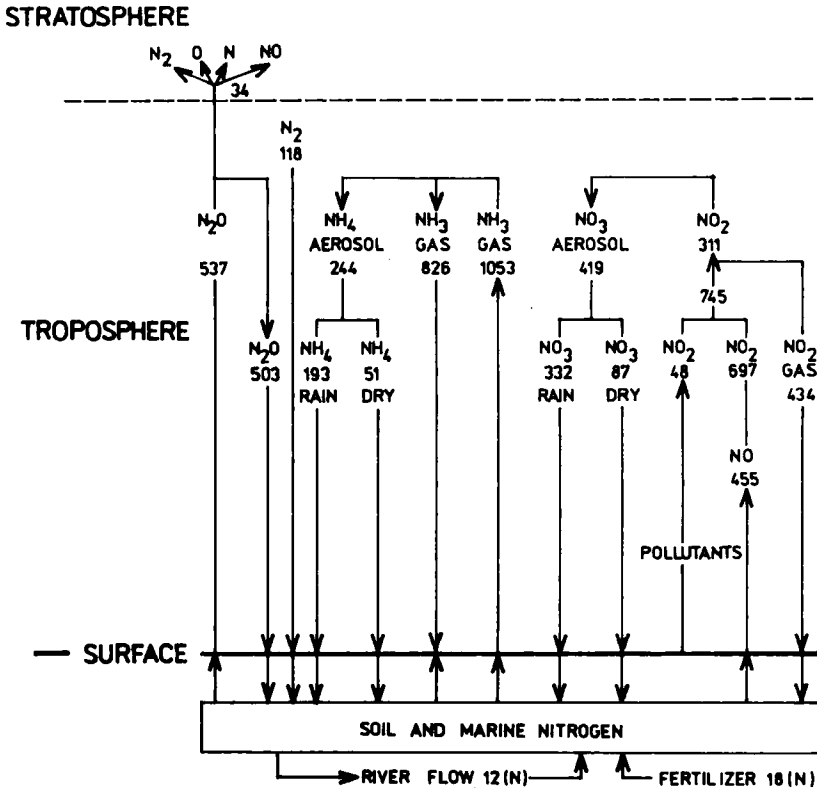 STRATOSPHERE
N2 O N NO
34
N2
118
N2O
537
NH4
AEROSOL
244
NH3
GAS
826
NH3
GAS
1053
NO3
AEROSOL
419
NO2
311
745
TROPOSPHERE
N2O
503
NH4
193
RAIN
NH4
51
DRY
NO3
332
RAIN
NO3
87
DRY
NO2
48
NO2
697
NO2
GAS
434
NO
455
POLLUTANTS
SURFACE
SOIL AND MARINE NITROGEN
RIVER FLOW 12(N)
FERTILIZER 18(N)